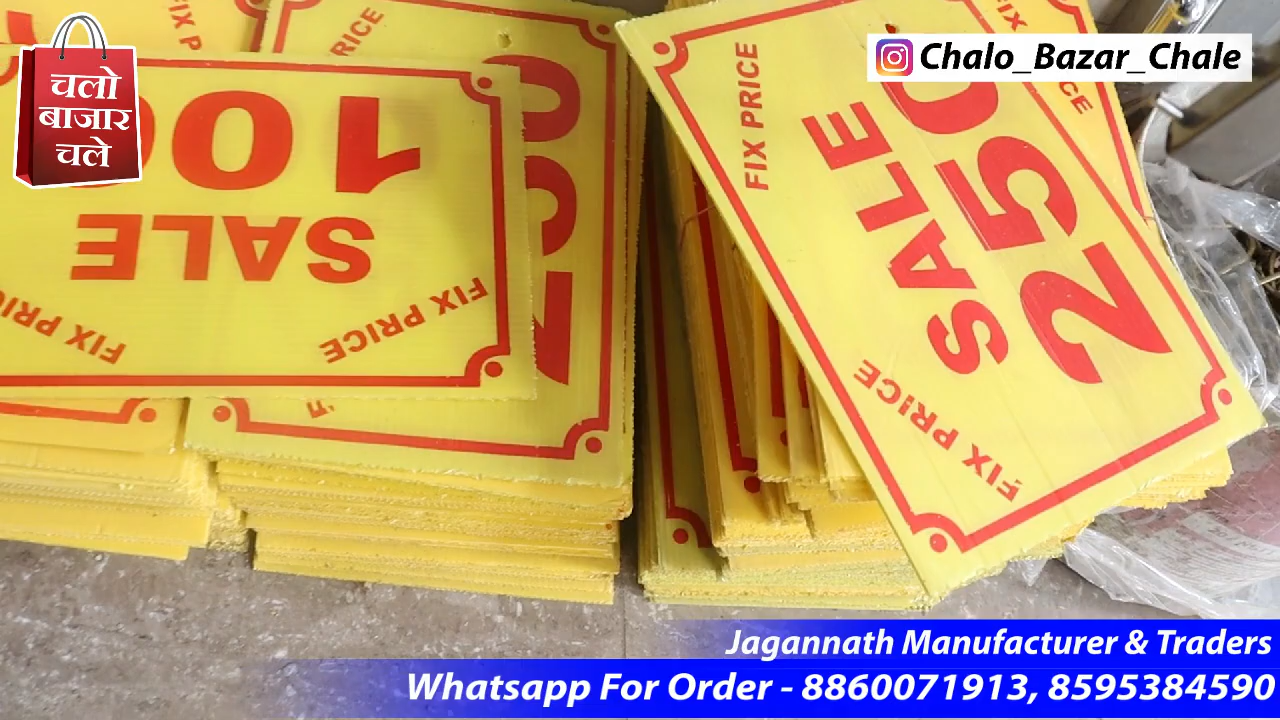 चलो
बाजार
चले
Chalo_Bazar_Chale
PRICE
FIX PRICE
SALE
250
FIX PRICE
100
SALE
FIX PRICE
FIX PRICE
Jagannath Manufacturer & Traders
Whatsapp For Order - 8860071913, 8595384590